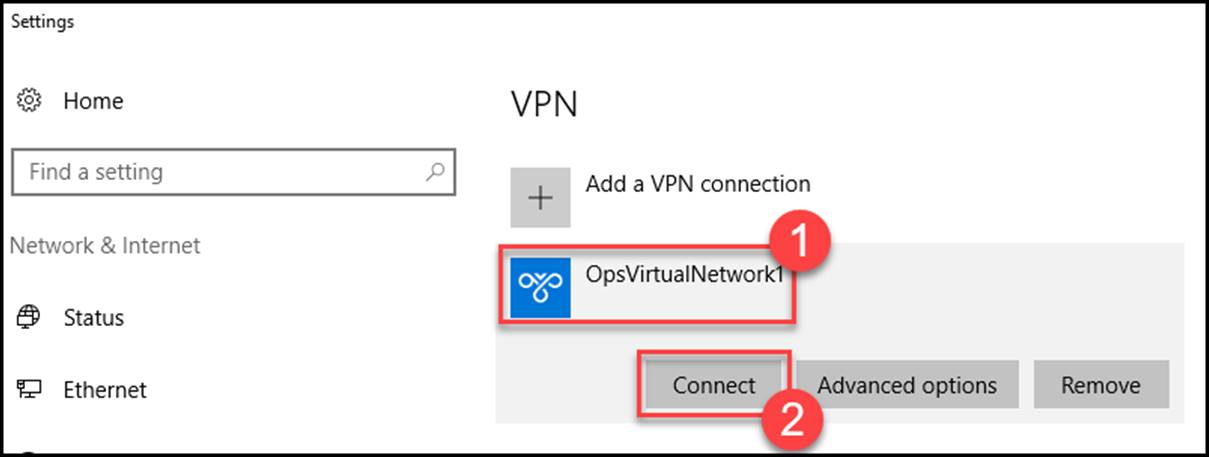 Settings
Home
Find a setting
Network & Internet
Status
Ethernet
VPN
Add a VPN connection
1
OpsVirtualNetwork1
Connect
Advanced options
Remove
2